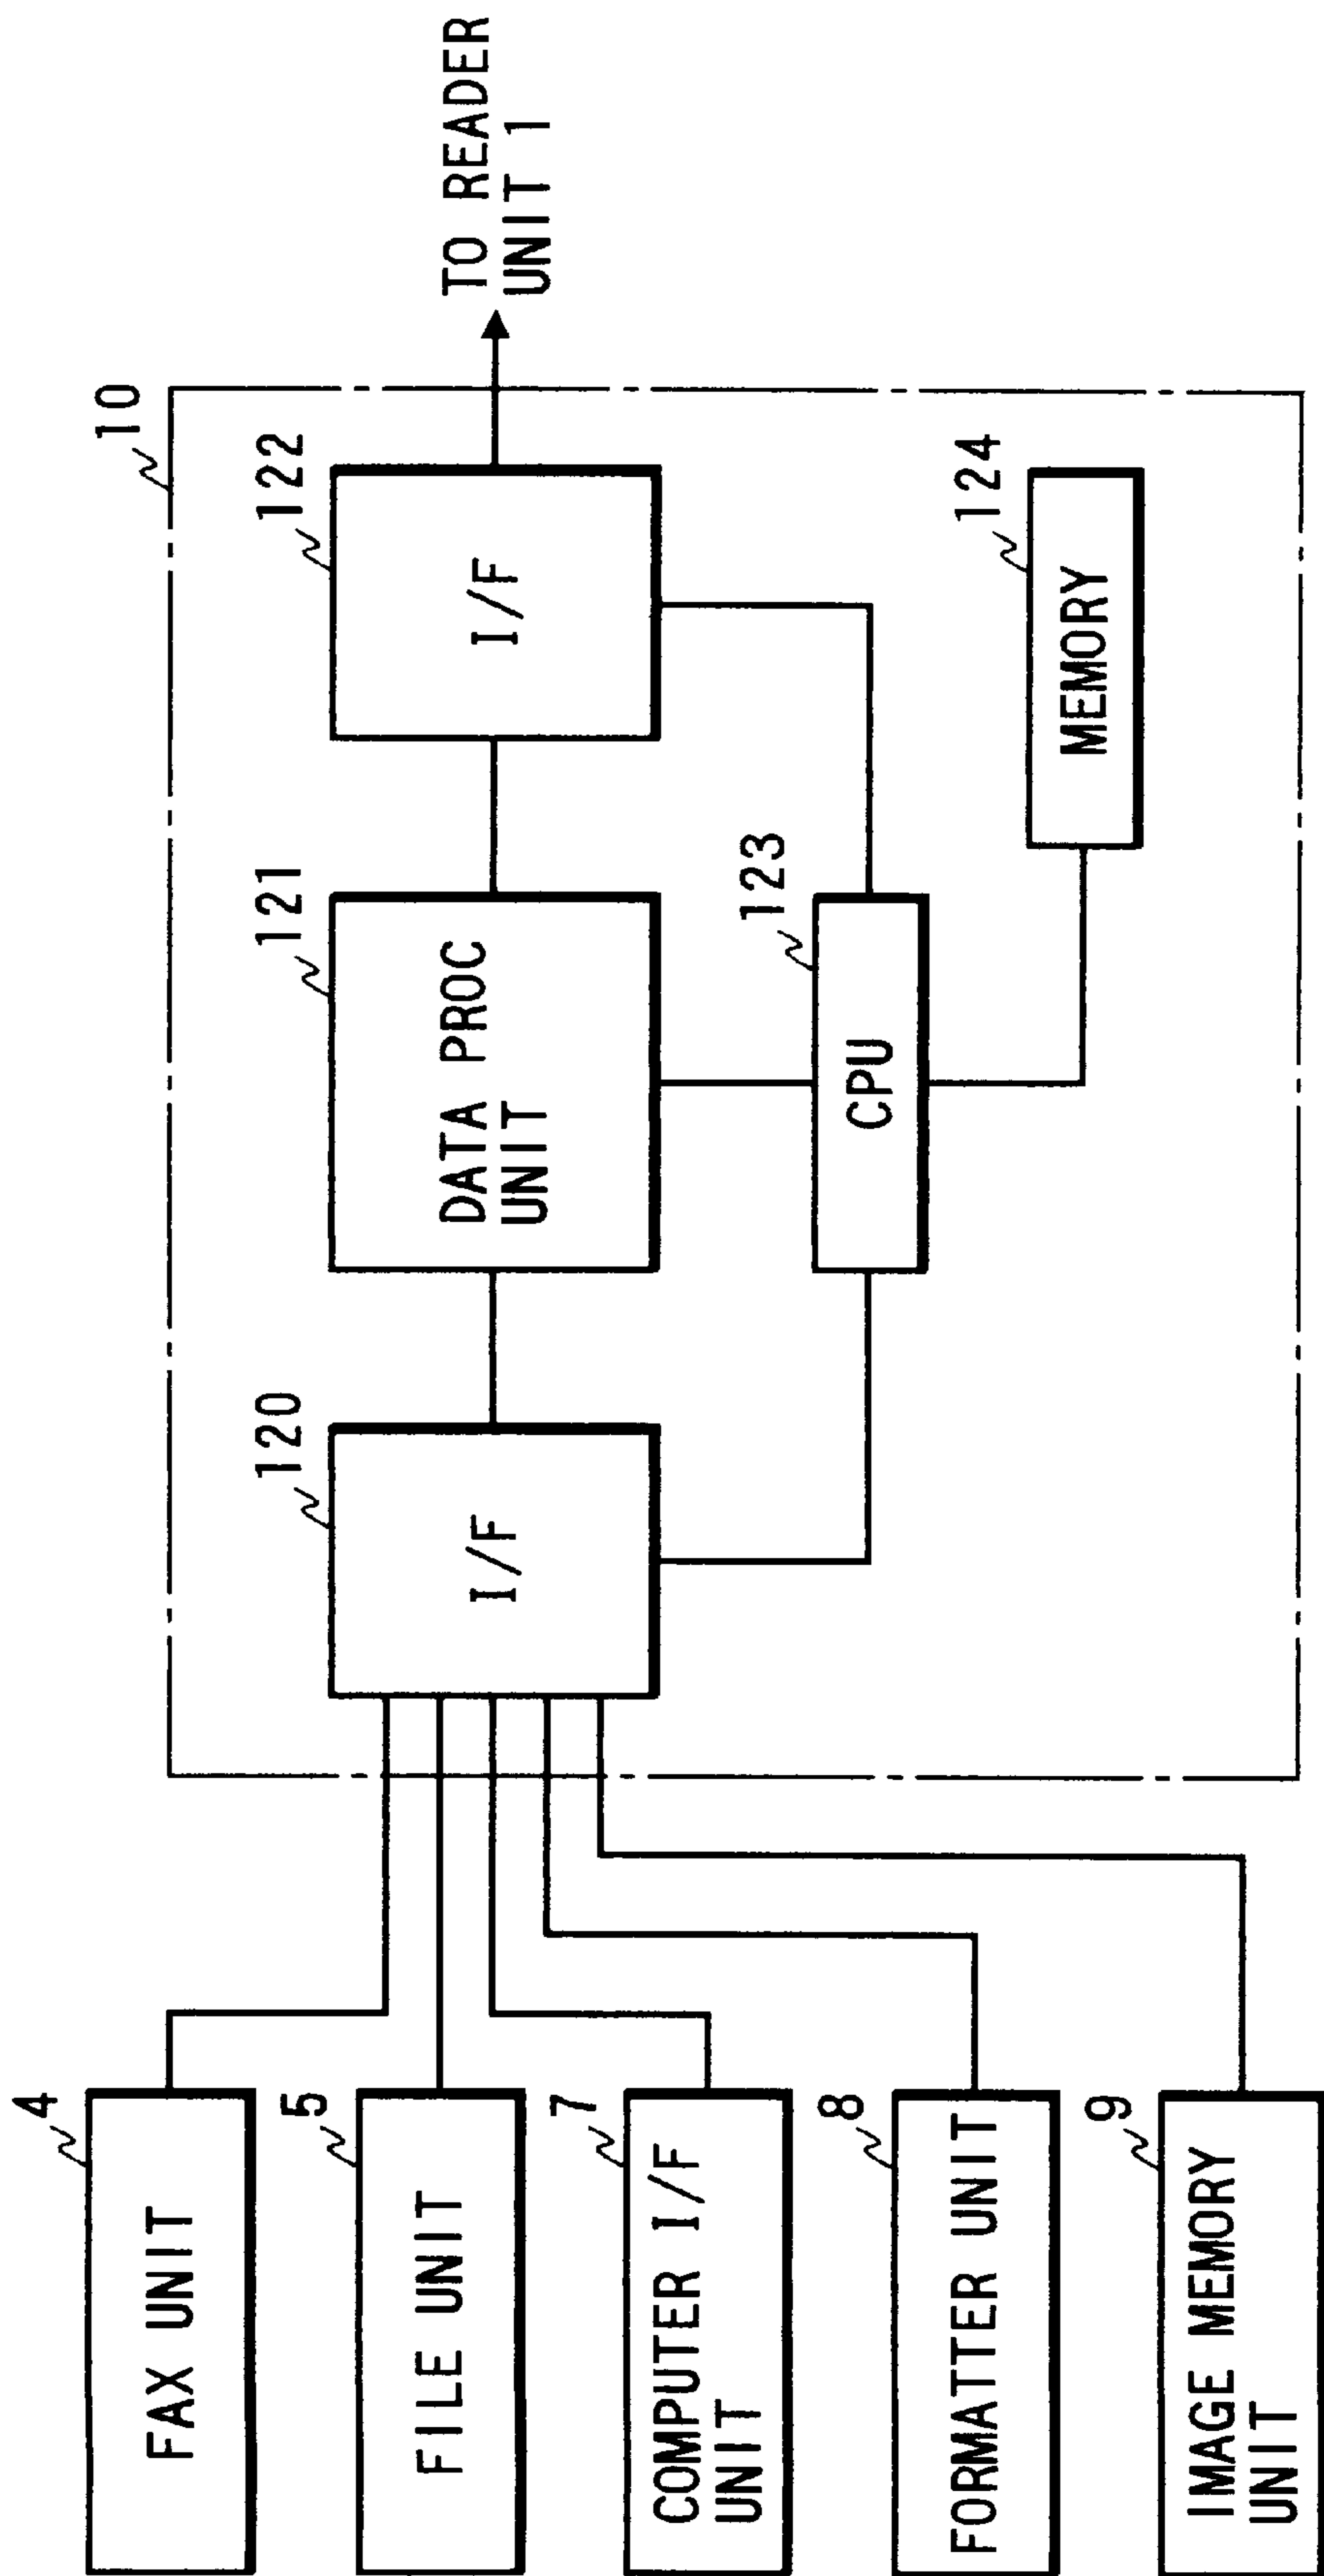 10
TO READER
UNIT 1
120
I/F
121
DATA PROC
UNIT
122
I/F
123
CPU
124
MEMORY
4
FAX UNIT
5
FILE UNIT
7
COMPUTER I/F
UNIT
8
FORMATTER UNIT
9
IMAGE MEMORY
UNIT